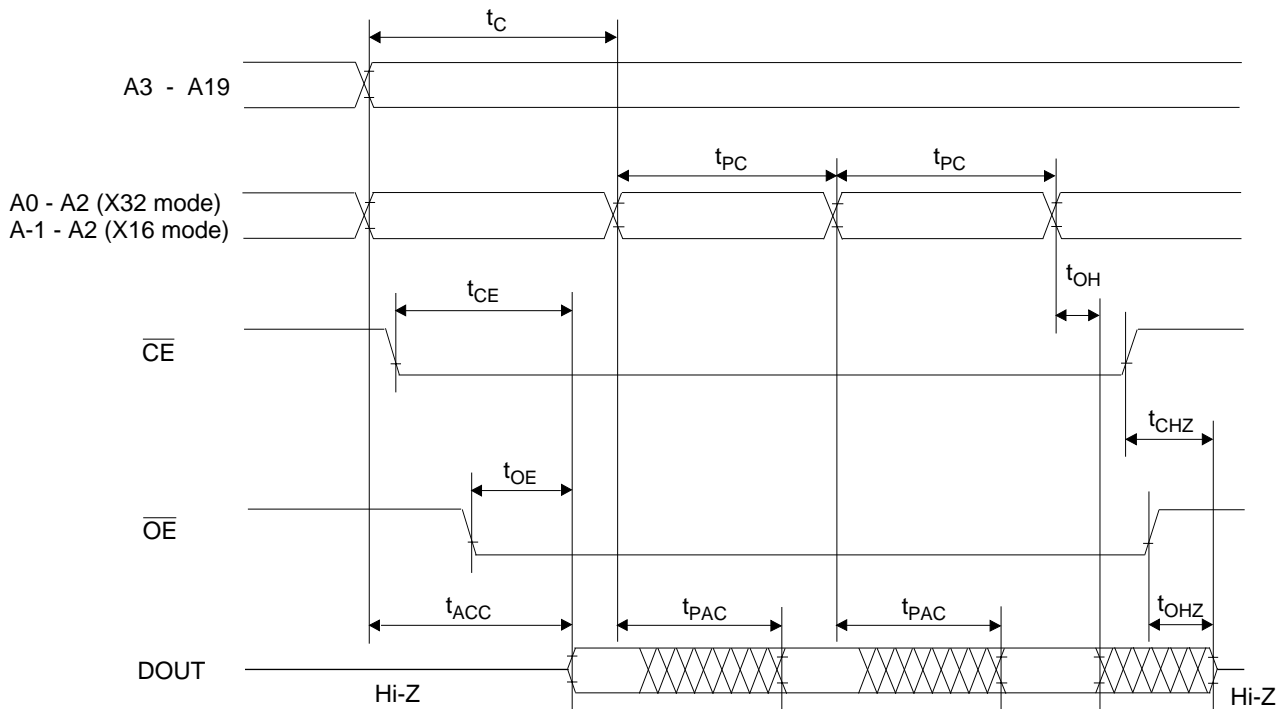 tC
A3 - A19
tPC
tPC
A0 - A2 (X32 mode)
A-1 - A2 (X16 mode)
tOH
tCE
CE
tCHZ
tOE
OE
tACC
tPAC
tPAC
tOHZ
DOUT
Hi-Z
Hi-Z